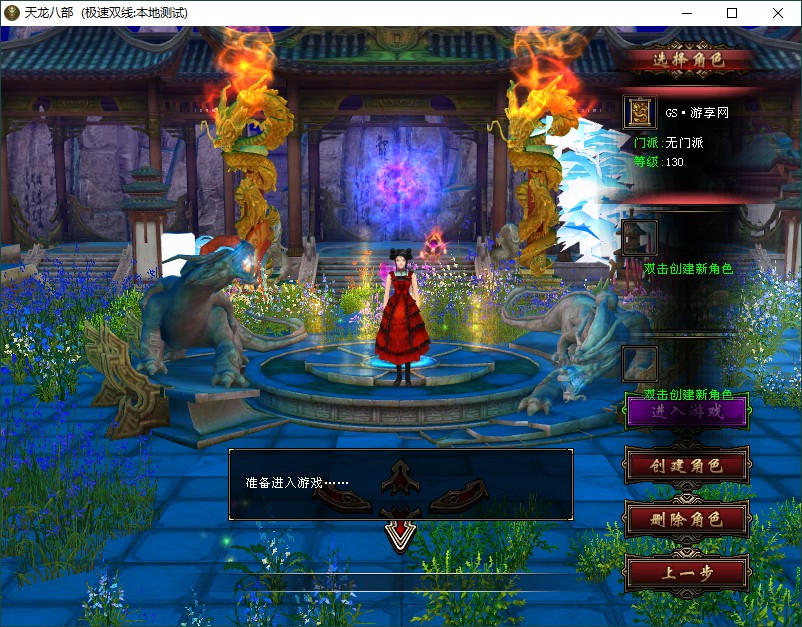 天龙八部 (极速双线:本地测试)
选择角色
GS·游享网
门派:无门派
等级:130
双击创建新角色
双击创建新角色
进入游戏
创建角色
删除角色
上一步
准备进入游戏……